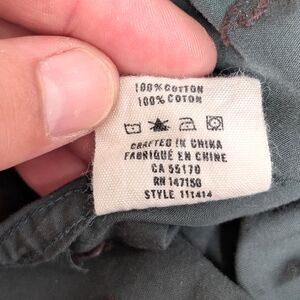 100% COTTON
100% COTON
CRAFTED IN CHINA
FABRIQUÉ EN CHINE
CA 55170
RN 147150
STYLE 111414